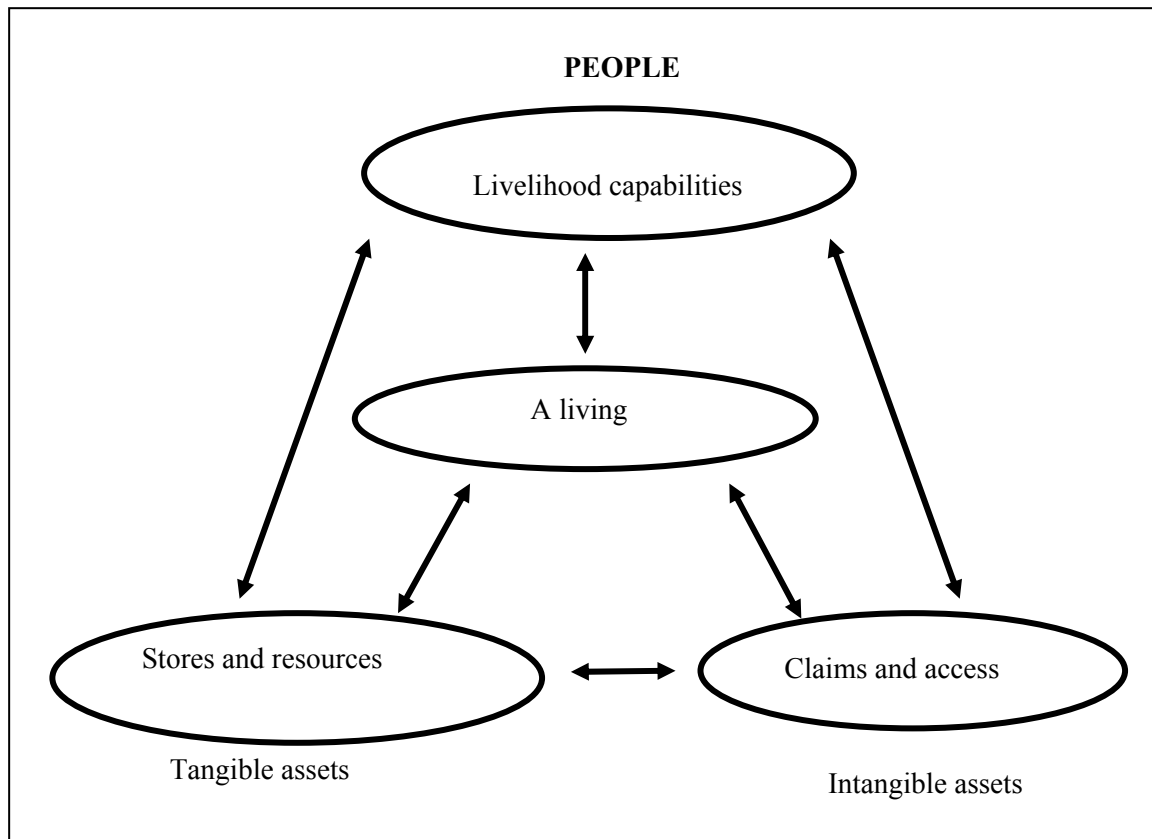 PEOPLE
Livelihood capabilities
A living
Stores and resources
Claims and access
Tangible assets
Intangible assets